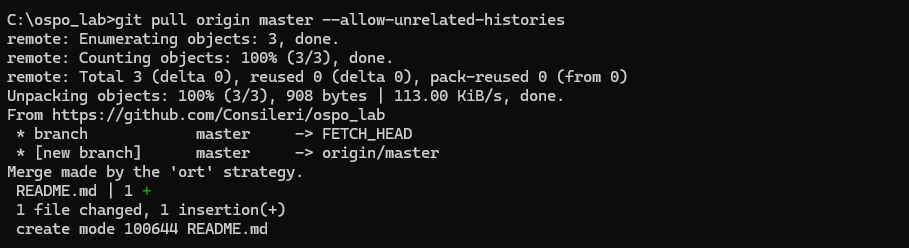 C:\ospo_lab>git pull origin master --allow-unrelated-histories
remote: Enumerating objects: 3, done.
remote: Counting objects: 100% (3/3), done.
remote: Total 3 (delta 0), reused 0 (delta 0), pack-reused 0 (from 0)
Unpacking objects: 100% (3/3), 908 bytes | 113.00 KiB/s, done.
From https://github.com/Consileri/ospo_lab
 * branch            master     -> FETCH_HEAD
 * [new branch]      master     -> origin/master
Merge made by the 'ort' strategy.
 README.md | 1 +
 1 file changed, 1 insertion(+)
 create mode 100644 README.md